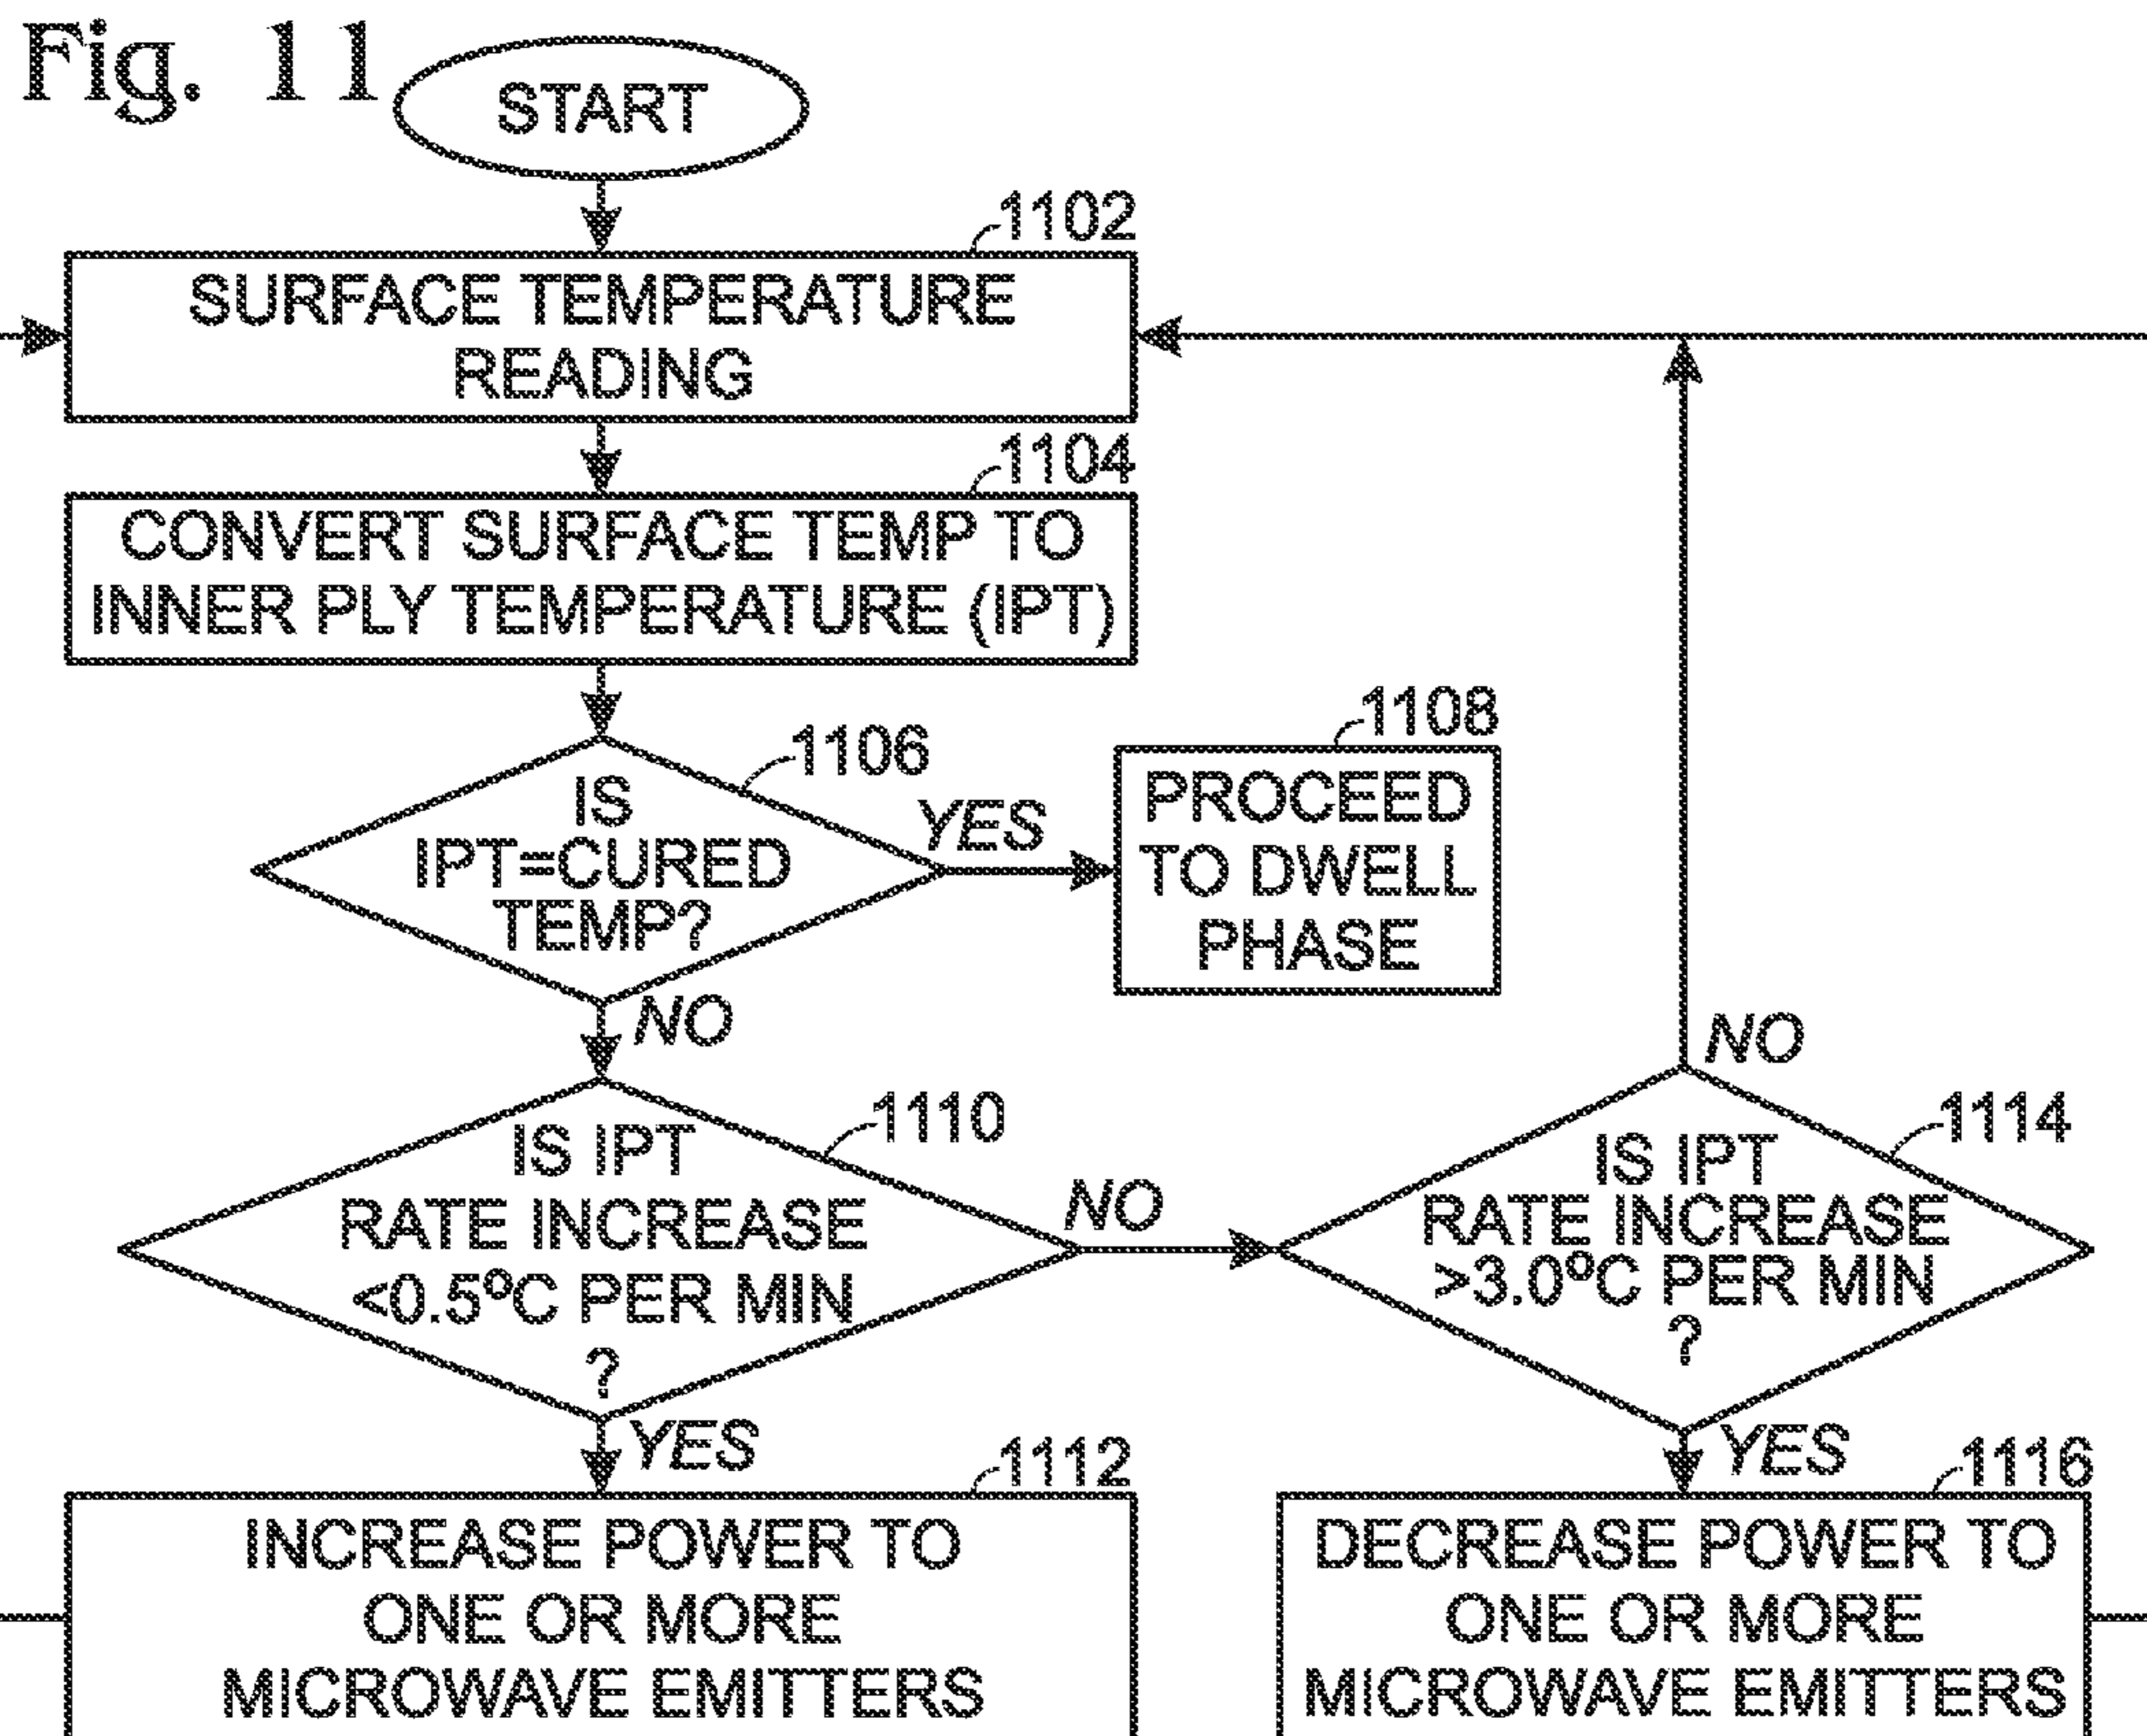 Fig. 11
START
1102
SURFACE TEMPERATURE
READING
1104
CONVERT SURFACE TEMP TO
INNER PLY TEMPERATURE (IPT)
1106
IS
IPT=CURED
TEMP?
YES
1108
PROCEED
TO DWELL
PHASE
NO
1110
IS IPT
RATE INCREASE
<0.5ºC PER MIN
?
NO
1114
IS IPT
RATE INCREASE
>3.0ºC PER MIN
?
NO
YES
1112
INCREASE POWER TO
ONE OR MORE
MICROWAVE EMITTERS
YES
1116
DECREASE POWER TO
ONE OR MORE
MICROWAVE EMITTERS